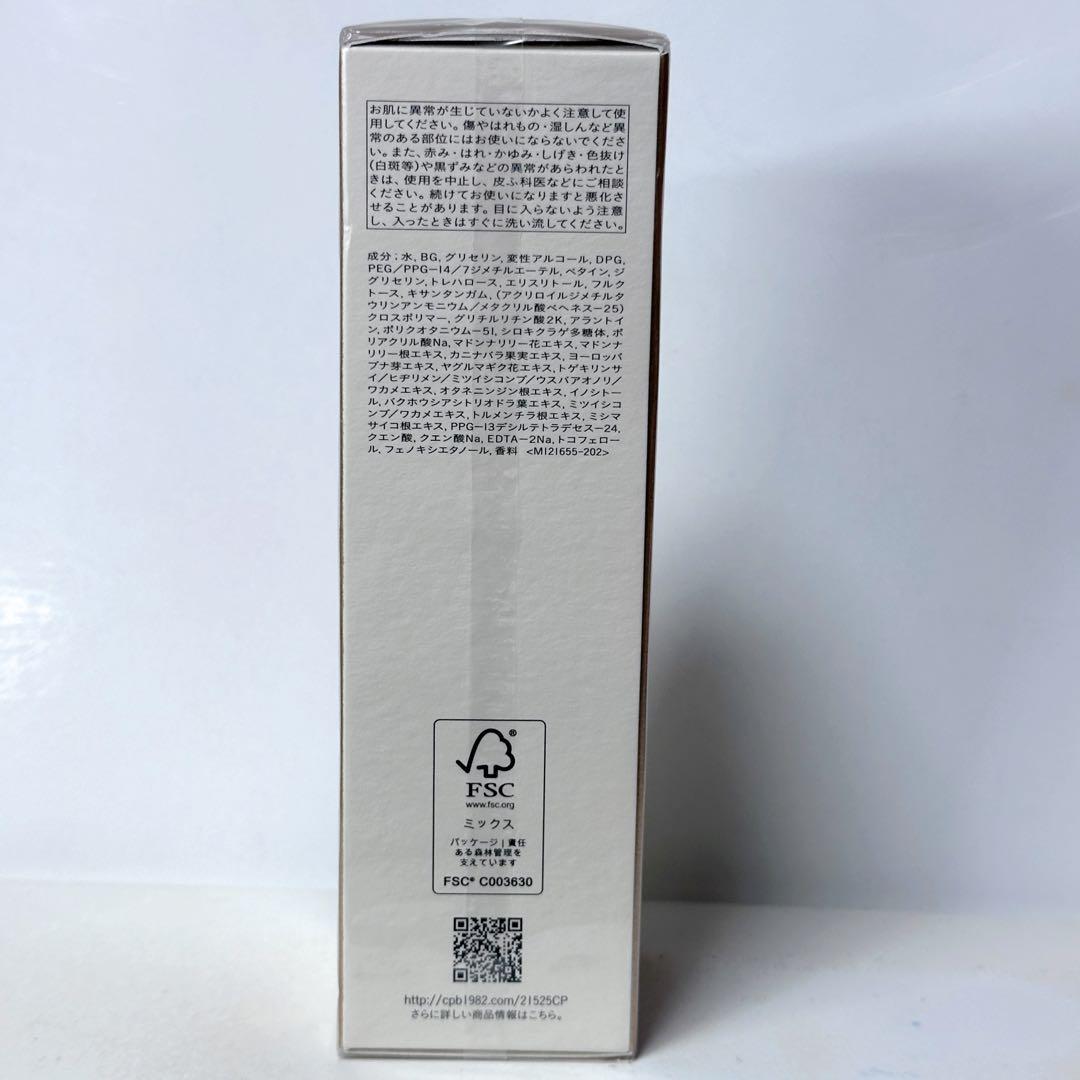 お肌に異常が生じていないかよく注意して使
用してください。傷やはれもの・湿しんなど異
常のある部位にはお使いにならないでくださ
い。また、赤み・はれ・かゆみ・しげき・色抜け
(白斑等)や黒ずみなどの異常があらわれたと
きは、使用を中止し、皮ふ科医などにご相談
ください。続けてお使いになりますと悪化さ
せることがあります。目に入らないよう注意
し、入ったときはすぐに洗い流してください。
成分;水, BG, グリセリン, 変性アルコール, DPG,
PEG/PPG-14/7ジメチルエーテル, ベタイン, ジ
グリセリン, トレハロース, エリスリトール, フルク
トース, キサンタンガム, (アクリロイルジメチルタ
ウリンアンモニウム/メタクリル酸ベヘネス-25)
クロスポリマー, グリチルリチン酸2K, アラントイ
ン, ポリクオタニウム-51, シロキクラゲ多糖体, ポ
リアクリル酸Na, マドンナリリー花エキス, マドンナ
リリー根エキス, カニナバラ果実エキス, ヨーロッパ
ブナ芽エキス, ヤグルマギク花エキス, トゲキリンサ
イ/ヒヂリメン/ミツイシコンブ/ウスバアオノリ/
ワカメエキス, オタネニンジン根エキス, イノシトー
ル, バクホウシアシトリオドラ葉エキス, ミツイシコ
ンブ/ワカメエキス, トルメンチラ根エキス, ミシマ
サイコ根エキス, PPG-13デシルテトラデセス-24,
クエン酸, クエン酸Na, EDTA-2Na, トコフェロー
ル, フェノキシエタノール, 香料 <M121655-202>
®
FSC
www.fsc.org
ミックス
パッケージ | 責任
ある森林管理を
支えています
FSC® C003630
http://cpb1982.com/21525CP
さらに詳しい商品情報はこちら。